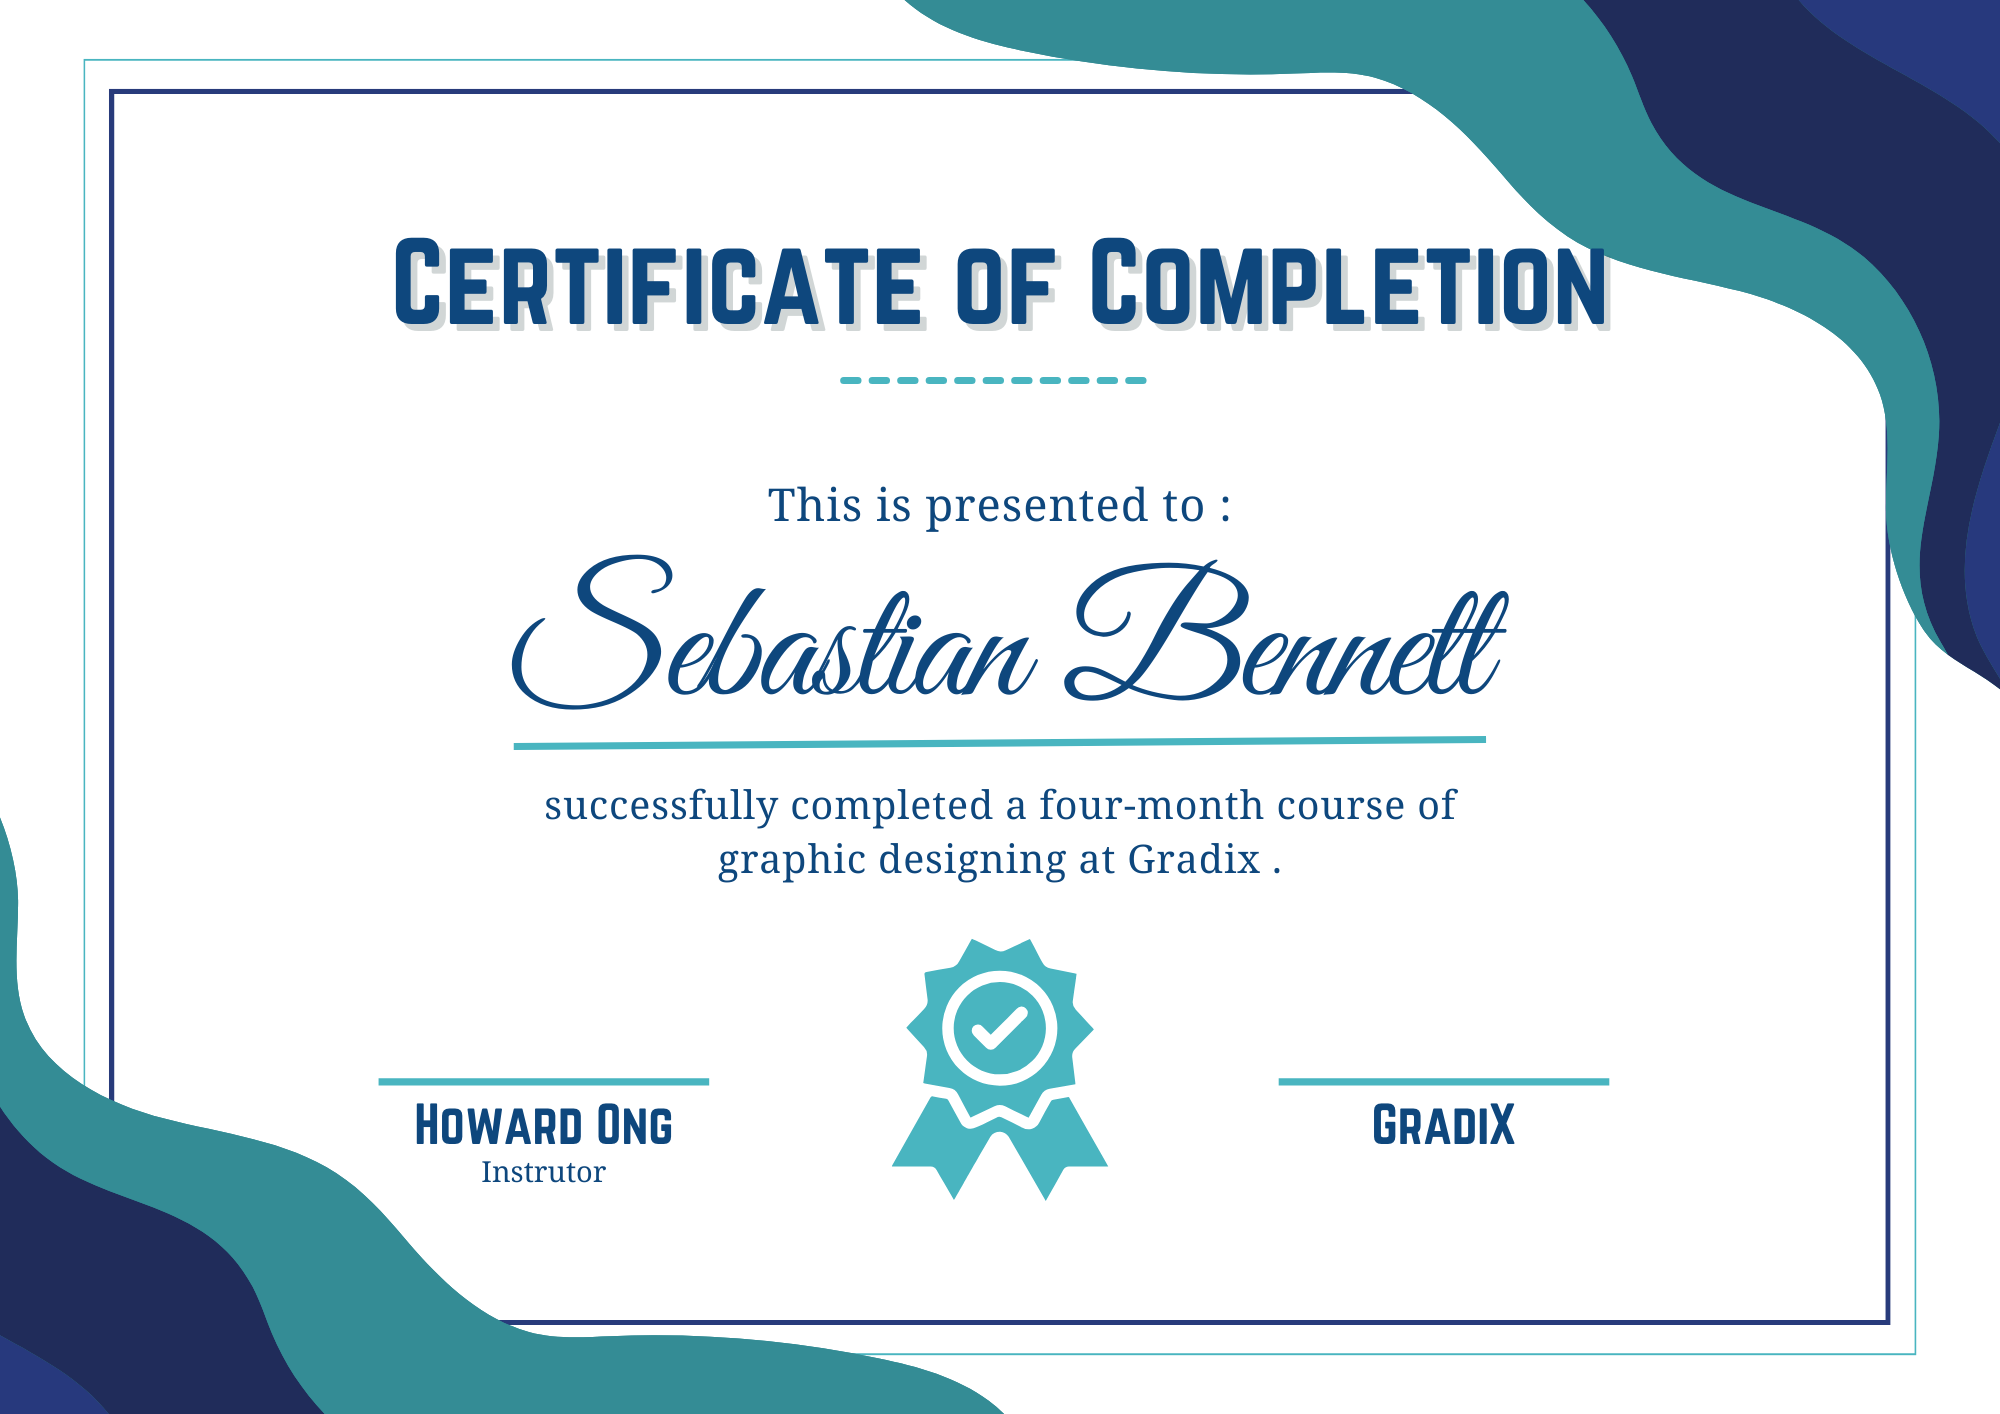 Certificate of Completion
This is presented to :
Sebastian Bennett
successfully completed a four-month course of
graphic designing at Gradix .
Howard Ong
Instrutor
GradiX